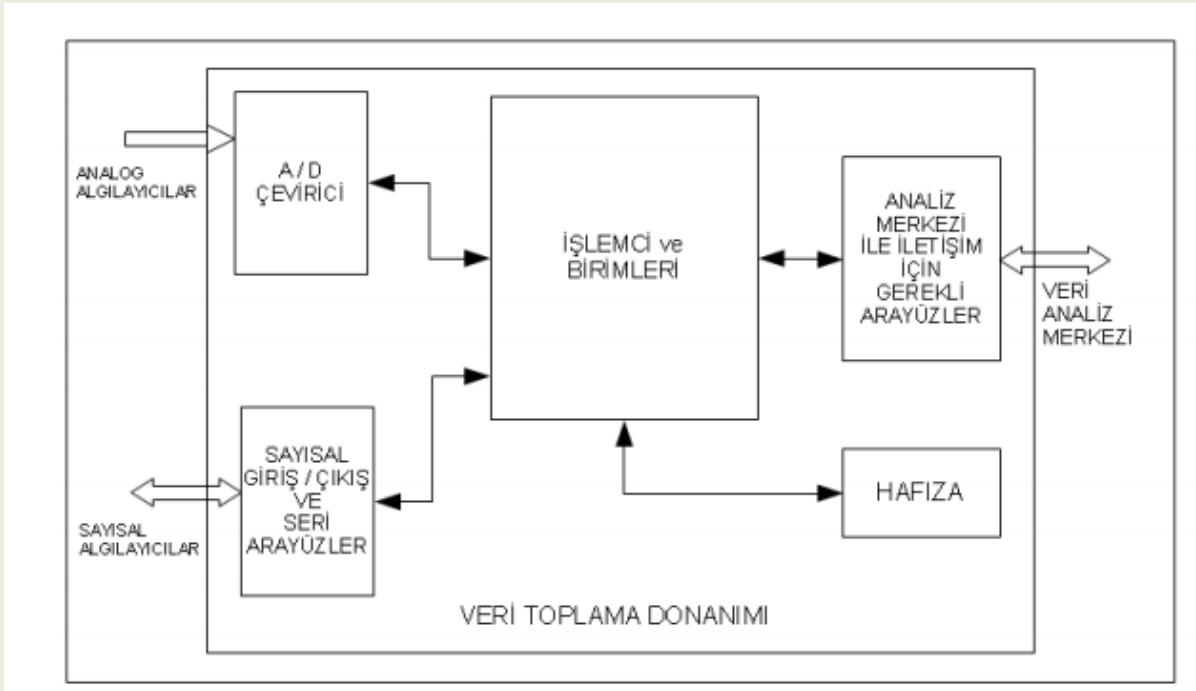 ANALOG
ALGILAYICILAR
A / D
ÇEVİRİCİ
İŞLEMCİ ve
BİRİMLERİ
ANALİZ
MERKEZİ
İLE İLETİŞİM
İÇİN
GEREKLİ
ARAYÜZLER
VERİ
ANALİZ
MERKEZİ
SAYISAL
ALGILAYICILAR
SAYISAL
GİRİŞ / ÇIKIŞ
VE
SERİ
ARAYÜZLER
HAFIZA
VERİ TOPLAMA DONANIMI